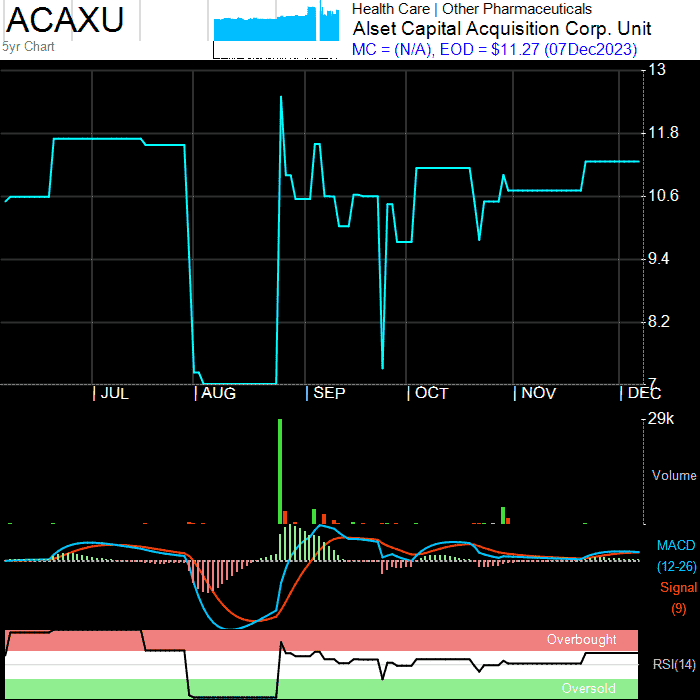 ACAXU
5yr Chart
Health Care | Other Pharmaceuticals
Alset Capital Acquisition Corp. Unit
MC = (N/A), EOD = $11.27 (07Dec2023)
13
11.8
10.6
9.4
8.2
7
| JUL | AUG | SEP | OCT | NOV | DEC
29k
Volume
MACD
(12-26)
Signal
(9)
Overbought
RSI(14)
Oversold